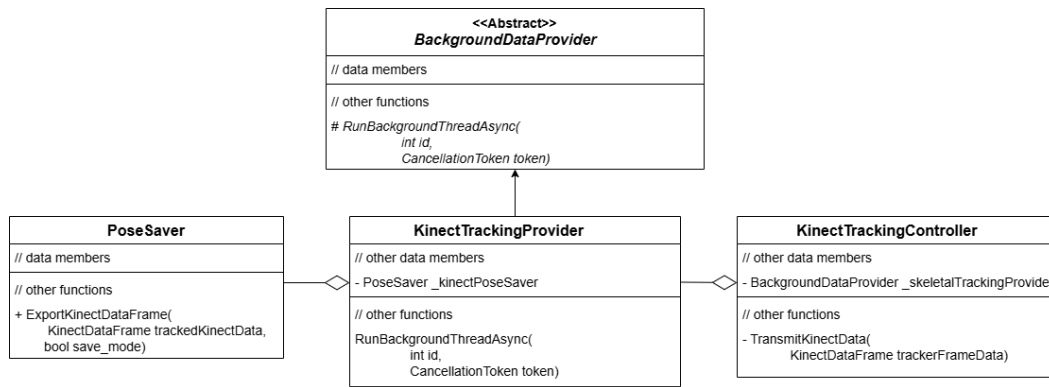 <<Abstract>>
BackgroundDataProvider
// data members
// other functions
# RunBackgroundThreadAsync(
int id,
CancellationToken token)
PoseSaver
// data members
// other functions
+ ExportKinectDataFrame(
KinectDataFrame trackedKinectData,
bool save_mode)
KinectTrackingProvider
// other data members
- PoseSaver _kinectPoseSaver
// other functions
RunBackgroundThreadAsync(
int id,
CancellationToken token)
KinectTrackingController
// other data members
- BackgroundDataProvider _skeletalTrackingProvider
// other functions
- TransmitKinectData(
KinectDataFrame trackerFrameData)